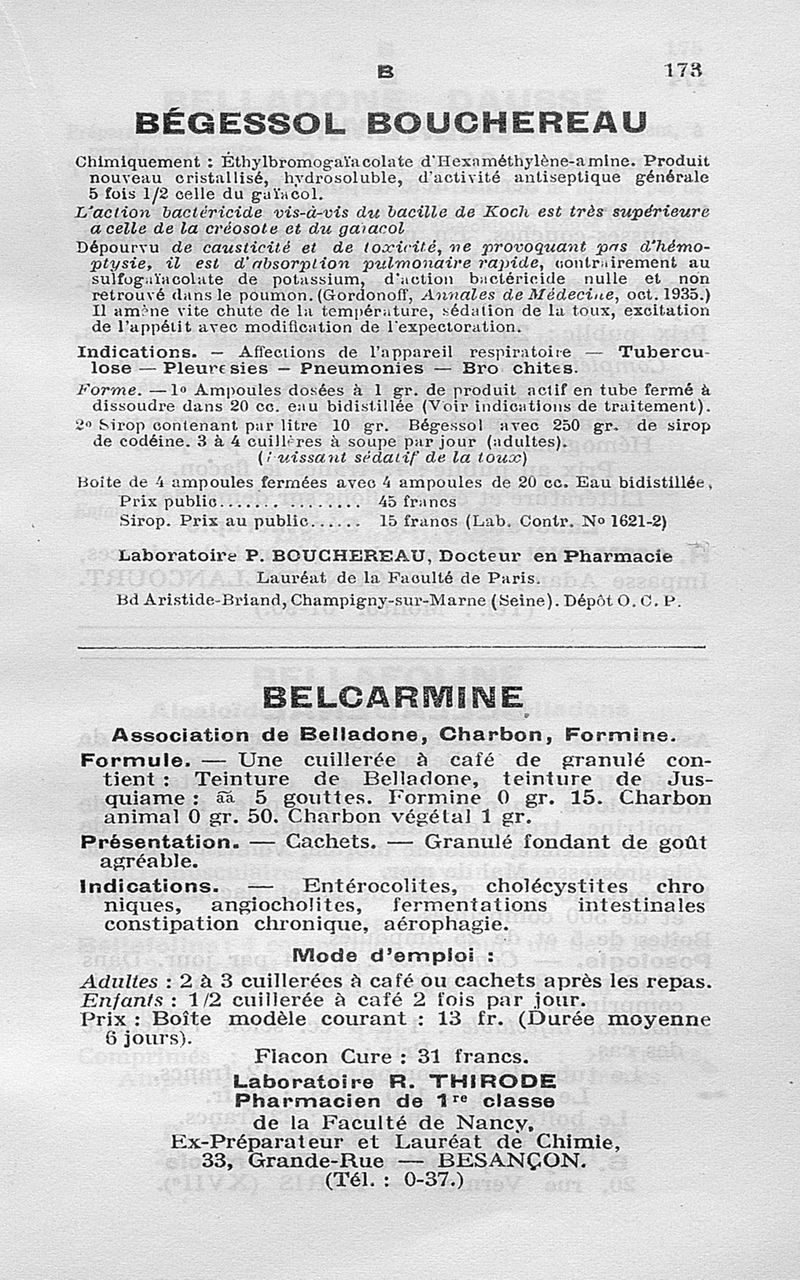 B 173
BÉGESSOL BOUCHEREAU
Chimiquement : Éthylbromogaïacolate d'Hexaméthylène-amine. Produit
nouveau cristallisé, hydrosoluble, d'activité antiseptique générale
5 fois 1/2 celle du gaïacol.
L'action bactéricide vis-à-vis du bacille de Koch est très supérieure
a celle de la créosote et du gaïacol
Dépourvu de causticité et de toxicité, ne provoquant pas d'hémo-
ptysie, il est d'absorption pulmonaire rapide, contrairement au
sulfogaïacolate de potassium, d'action bactéricide nulle et non
retrouvé dans le poumon. (Gordonoff, Annales de Médecine, oct. 1935.)
Il amène vite chute de la température, sédation de la toux, excitation
de l'appétit avec modification de l'expectoration.
Indications. — Affections de l'appareil respiratoire — Tubercu-
lose — Pleuresies — Pneumonies — Bro chites.
Forme. — 1° Ampoules dosées à 1 gr. de produit actif en tube fermé à
dissoudre dans 20 cc. eau bidistillée (Voir indications de traitement).
2° Sirop contenant par litre 10 gr. Bégessol avec 250 gr. de sirop
de codéine. 3 à 4 cuillères à soupe par jour (adultes).
(Puissant sédatif de la toux)
Boîte de 4 ampoules fermées avec 4 ampoules de 20 cc. Eau bidistillée,
Prix public................ 45 francs
Sirop. Prix au public...... 15 francs (Lab. Contr. N° 1621-2)
Laboratoire P. BOUCHEREAU, Docteur en Pharmacie
Lauréat de la Faculté de Paris.
Bd Aristide-Briand, Champigny-sur-Marne (Seine). Dépôt O. C. P.
BELCARMINE
Association de Belladone, Charbon, Formine.
Formule. — Une cuillerée à café de granulé con-
tient : Teinture de Belladone, teinture de Jus-
quiame : ãã 5 gouttes. Formine 0 gr. 15. Charbon
animal 0 gr. 50. Charbon végétal 1 gr.
Présentation. — Cachets. — Granulé fondant de goût
agréable.
Indications. — Entérocolites, cholécystites chro
niques, angiocholites, fermentations intestinales
constipation chronique, aérophagie.
Mode d'emploi :
Adultes : 2 à 3 cuillerées à café ou cachets après les repas.
Enfants : 1/2 cuillerée à café 2 fois par jour.
Prix : Boîte modèle courant : 13 fr. (Durée moyenne
6 jours).
Flacon Cure : 31 francs.
Laboratoire R. THIRODE
Pharmacien de 1re classe
de la Faculté de Nancy,
Ex-Préparateur et Lauréat de Chimie,
33, Grande-Rue — BESANÇON.
(Tél. : 0-37.)